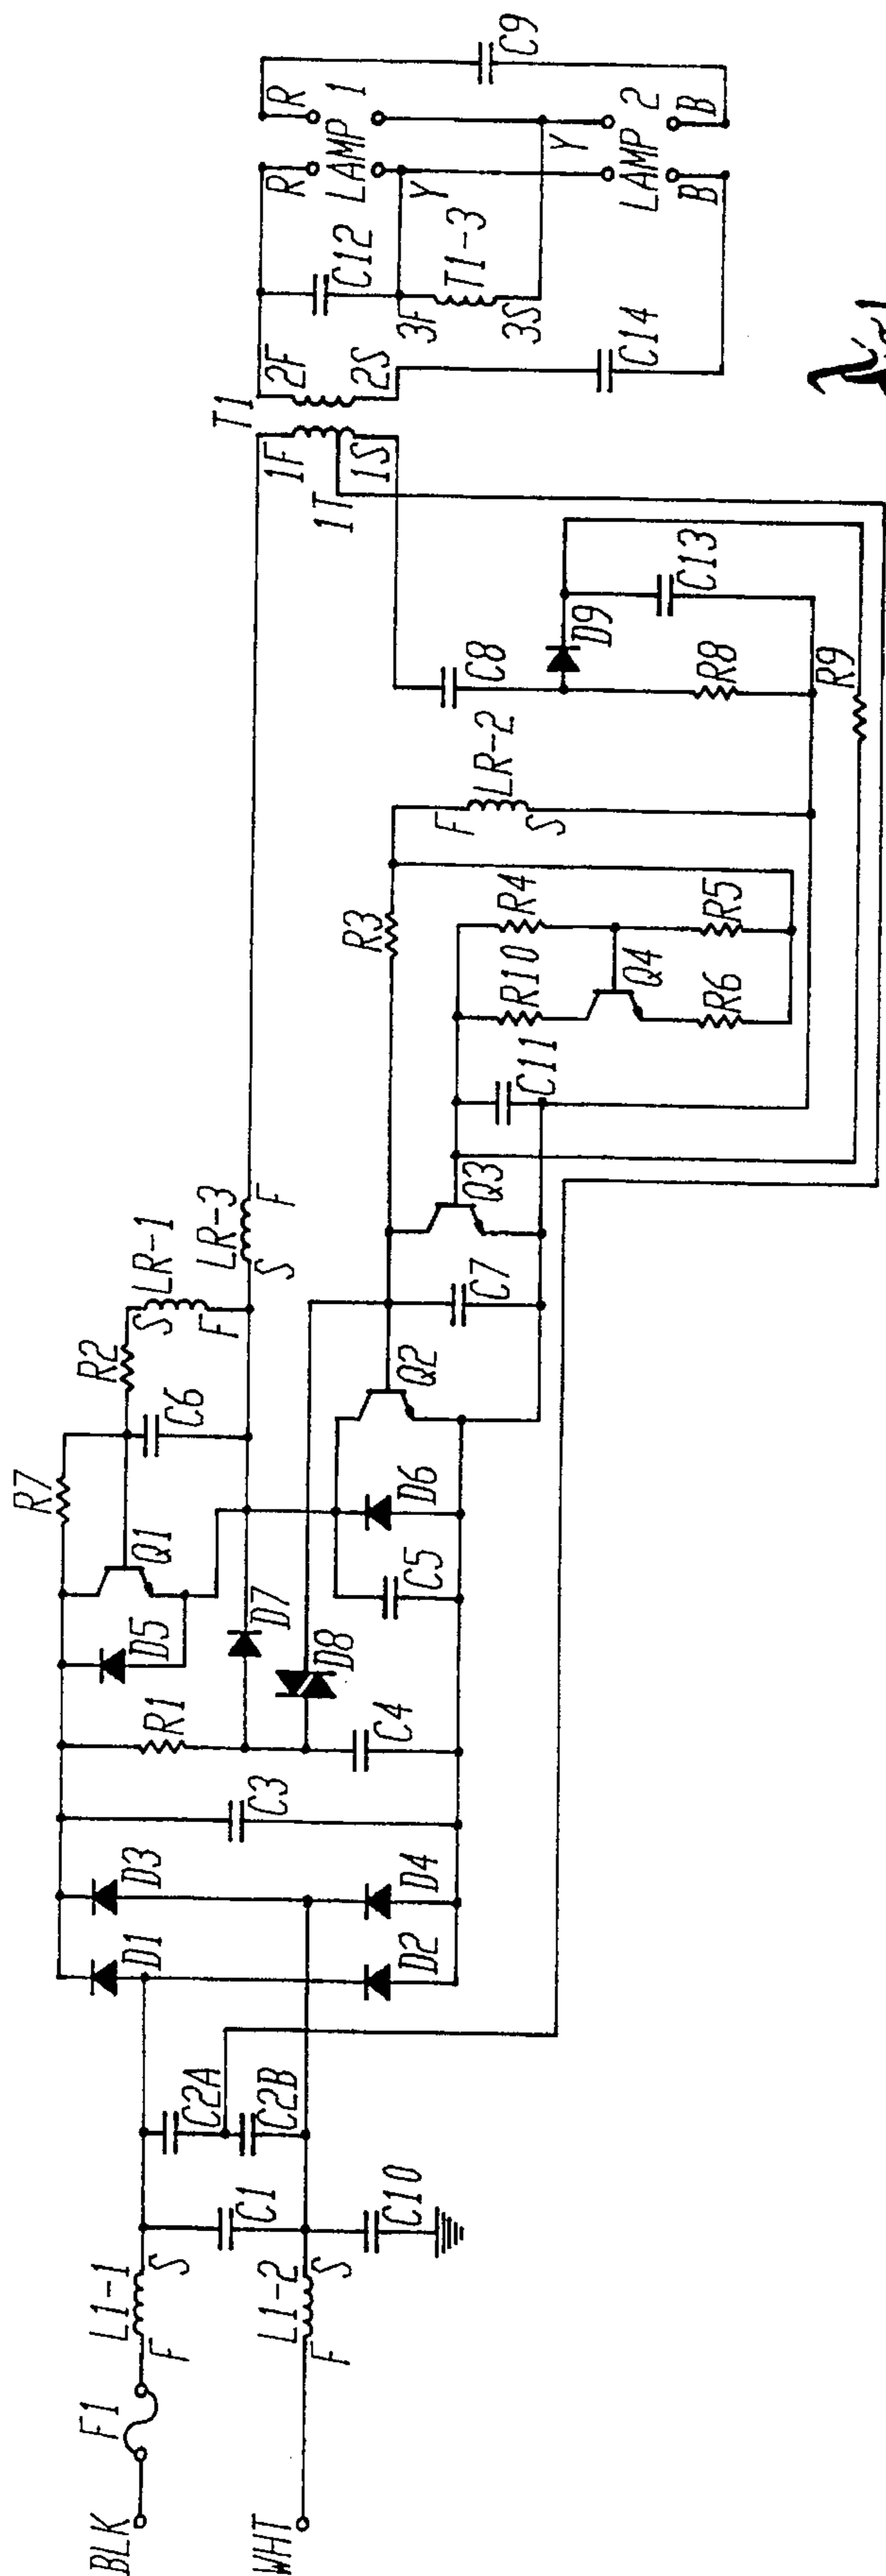 BLK
F1
L1-1
F
S
WHT
L1-2
F
S
C1
C10
C2A
C2B
D1
D3
D2
D4
C3
R1
C4
D5
Q1
R7
D7
D8
C5
D6
C6
R2
LR-1
S
F
LR-3
S
F
Q2
C7
Q3
C11
R10
R4
Q4
R6
R5
R3
LR-2
F
S
C8
D9
R8
C13
R9
T1
1F
1T
1S
2F
2S
C12
3F
T1-3
3S
C14
R
R
LAMP 1
Y
Y
LAMP 2
B
B
C9